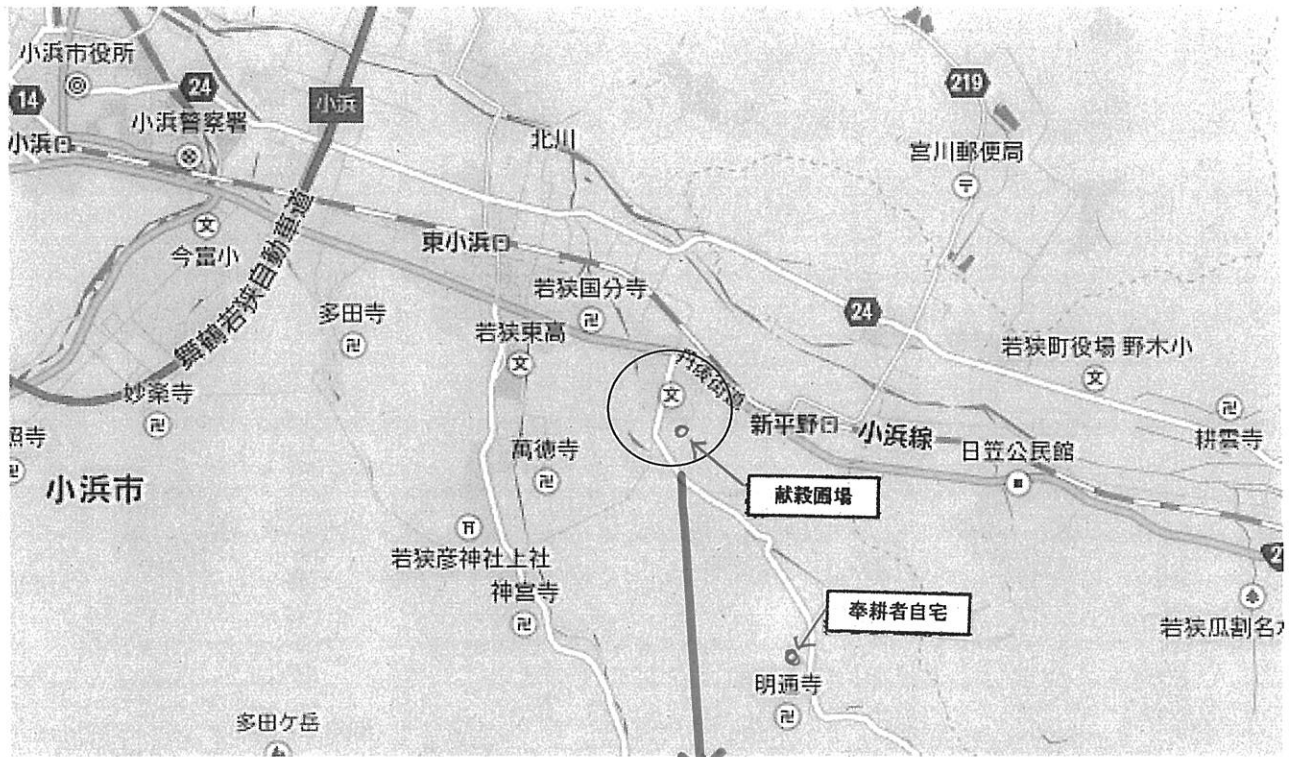 小浜市役所
24
14
小浜
219
小浜警察署
小浜
北川
宮川郵便局
舞鶴若狭自動車道
今富小
東小浜
若狭国分寺
多田寺
若狭東高
24
若狭町役場 野木小
丹後街道
妙楽寺
新平野
小浜線
耕雲寺
照寺
萬徳寺
日笠公民館
小浜市
献穀圃場
若狭彦神社上社
神宮寺
奉耕者自宅
若狭瓜割名水
明通寺
多田ケ岳